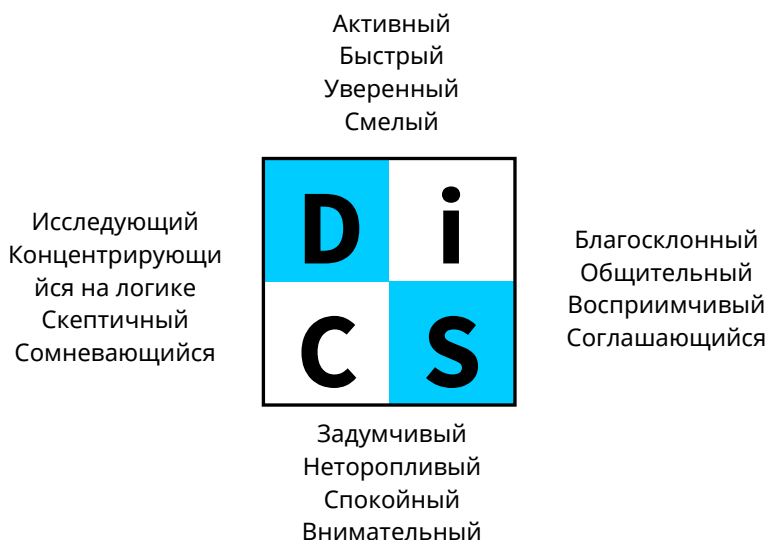 Активный
Быстрый
Уверенный
Смелый
Исследующий
Концентрирующи
йся на логике
Скептичный
Сомневающийся
D i
C S
Благосклонный
Общительный
Восприимчивый
Соглашающийся
Задумчивый
Неторопливый
Спокойный
Внимательный